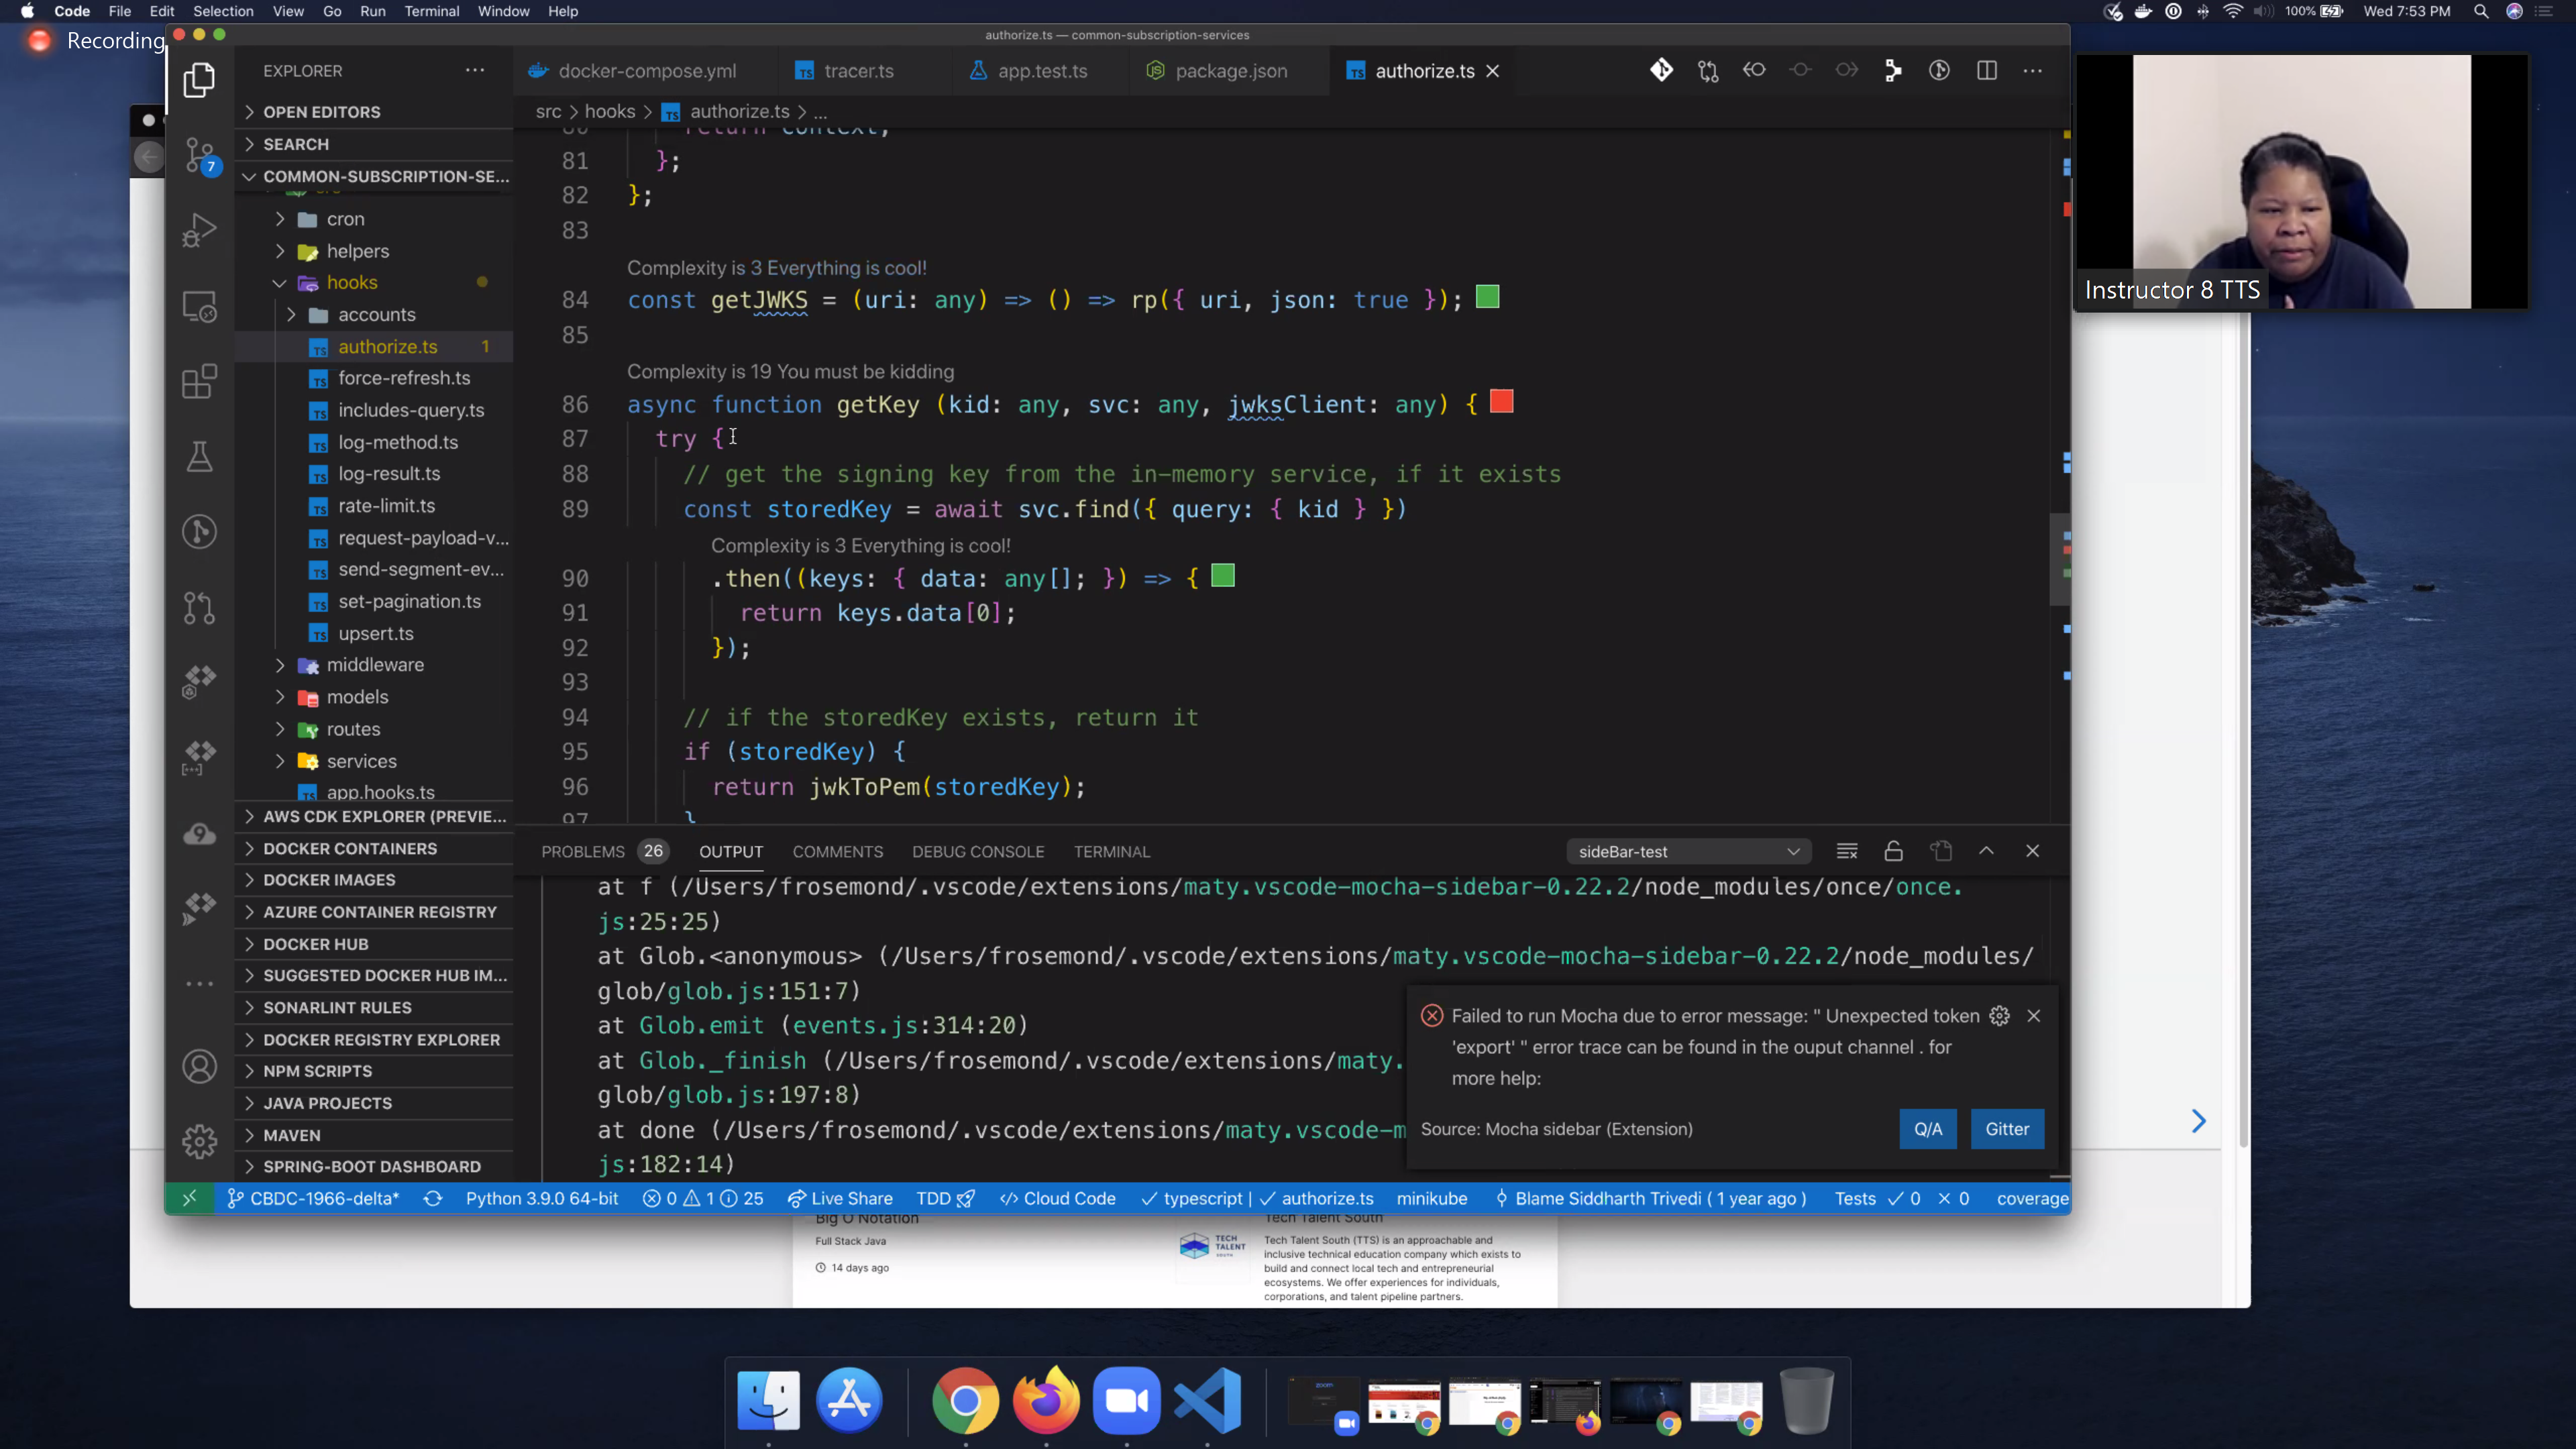 Code File Edit Selection View Go Run Terminal Window Help
100% Wed 7:53 PM
Recording
authorize.ts — common-subscription-services
EXPLORER
docker-compose.yml
tracer.ts
app.test.ts
package.json
authorize.ts
src > hooks > authorize.ts > ...
OPEN EDITORS
SEARCH
COMMON-SUBSCRIPTION-SE...
7
cron
helpers
hooks
accounts
authorize.ts 1
force-refresh.ts
includes-query.ts
log-method.ts
log-result.ts
rate-limit.ts
request-payload-v...
send-segment-ev...
set-pagination.ts
upsert.ts
middleware
models
routes
services
app.hooks.ts
AWS CDK EXPLORER (PREVIE...
DOCKER CONTAINERS
DOCKER IMAGES
AZURE CONTAINER REGISTRY
DOCKER HUB
SUGGESTED DOCKER HUB IM...
SONARLINT RULES
DOCKER REGISTRY EXPLORER
NPM SCRIPTS
JAVA PROJECTS
MAVEN
SPRING-BOOT DASHBOARD
80 return context;
81 };
82 };
83
Complexity is 3 Everything is cool!
84 const getJWKS = (uri: any) => () => rp({ uri, json: true });
85
Complexity is 19 You must be kidding
86 async function getKey (kid: any, svc: any, jwksClient: any) {
87 try {
88 // get the signing key from the in-memory service, if it exists
89 const storedKey = await svc.find({ query: { kid } })
Complexity is 3 Everything is cool!
90 .then((keys: { data: any[]; }) => {
91 return keys.data[0];
92 });
93
94 // if the storedKey exists, return it
95 if (storedKey) {
96 return jwkToPem(storedKey);
97 }
Instructor 8 TTS
PROBLEMS 26 OUTPUT COMMENTS DEBUG CONSOLE TERMINAL
sideBar-test
at f (/Users/frosemond/.vscode/extensions/maty.vscode-mocha-sidebar-0.22.2/node_modules/once/once.
js:25:25)
at Glob.<anonymous> (/Users/frosemond/.vscode/extensions/maty.vscode-mocha-sidebar-0.22.2/node_modules/
glob/glob.js:151:7)
at Glob.emit (events.js:314:20)
at Glob._finish (/Users/frosemond/.vscode/extensions/maty.
glob/glob.js:197:8)
at done (/Users/frosemond/.vscode/extensions/maty.vscode-m
js:182:14)
Failed to run Mocha due to error message: " Unexpected token
'export' " error trace can be found in the ouput channel . for
more help:
Source: Mocha sidebar (Extension)
Q/A
Gitter
CBDC-1966-delta* Python 3.9.0 64-bit 0 1 25 Live Share TDD Cloud Code typescript | authorize.ts minikube Blame Siddharth Trivedi ( 1 year ago ) Tests 0 0 coverage
Big O Notation
Full Stack Java
14 days ago
TECH
TALENT
SOUTH
Tech Talent South
Tech Talent South (TTS) is an approachable and
inclusive technical education company which exists to
build and connect local tech and entrepreneurial
ecosystems. We offer experiences for individuals,
corporations, and talent pipeline partners.